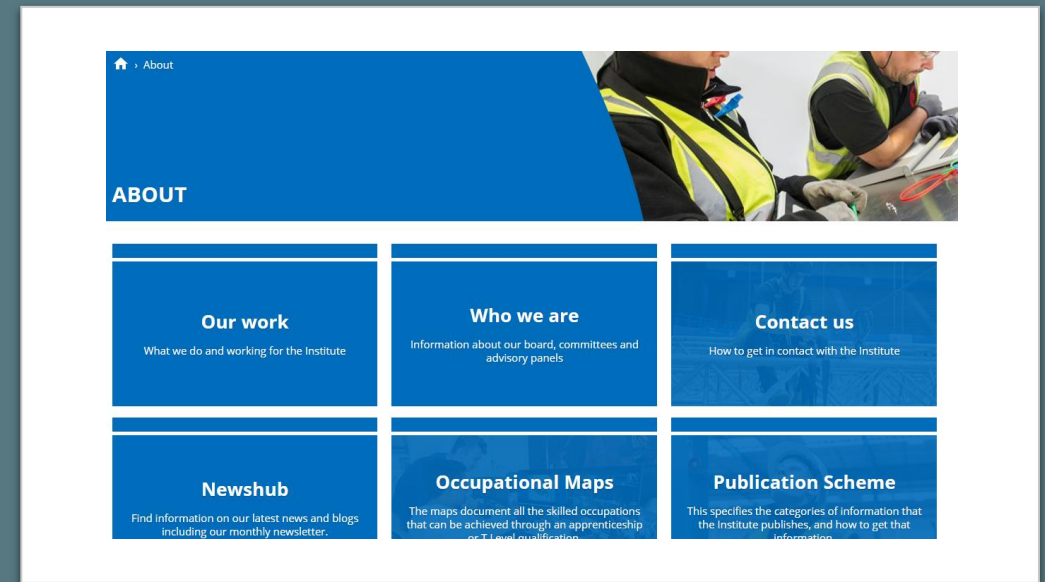 › About
ABOUT
Our work
What we do and working for the Institute
Who we are
Information about our board, committees and
advisory panels
Contact us
How to get in contact with the Institute
Newshub
Find information on our latest news and blogs
including our monthly newsletter.
Occupational Maps
The maps document all the skilled occupations
that can be achieved through an apprenticeship
or T Level qualification
Publication Scheme
This specifies the categories of information that
the Institute publishes, and how to get that
information